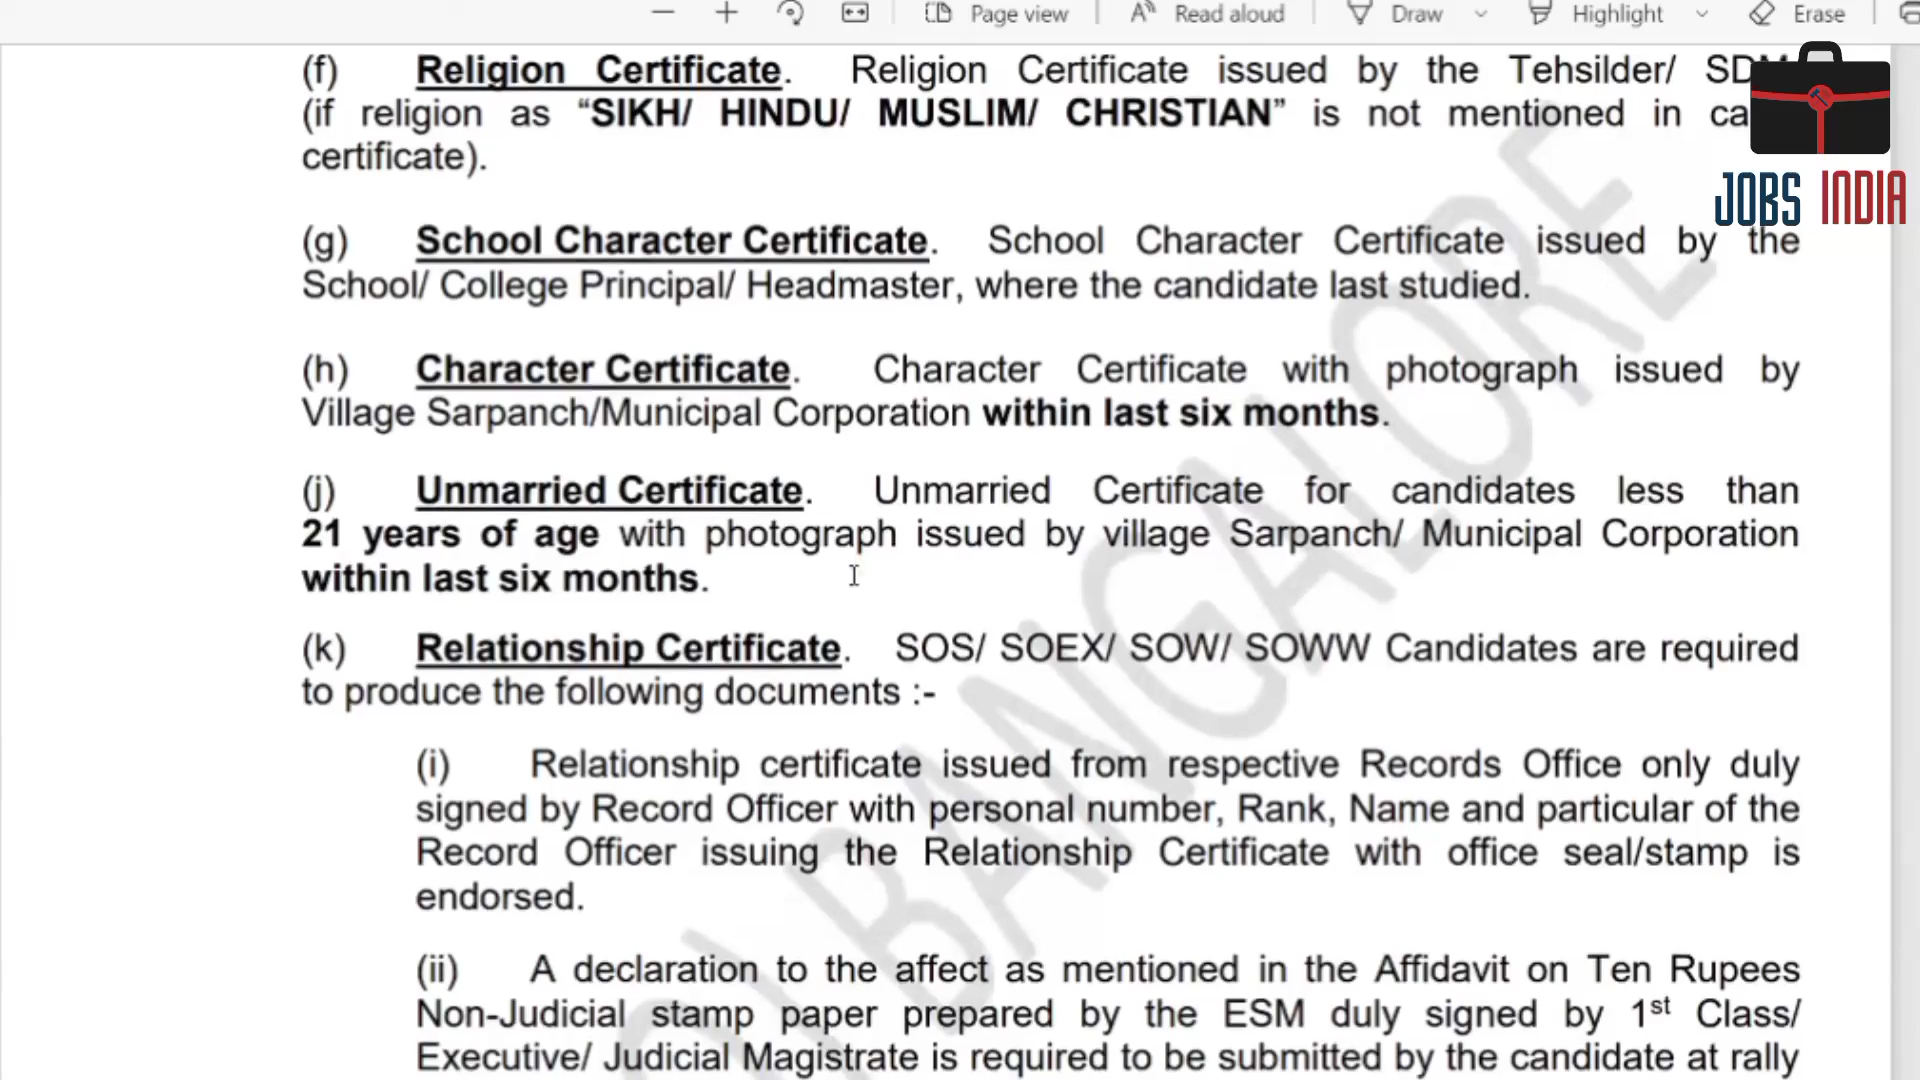 Page view
Read aloud
Draw
Highlight
Erase
(f) Religion Certificate. Religion Certificate issued by the Tehsilder/
(if religion as “SIKH/ HINDU/ MUSLIM/ CHRISTIAN” is not mentioned in
certificate).
JOBS INDIA
(g) School Character Certificate. School Character Certificate issued by the
School/ College Principal/ Headmaster, where the candidate last studied.
(h) Character Certificate. Character Certificate with photograph issued by
Village Sarpanch/Municipal Corporation within last six months.
(j) Unmarried Certificate. Unmarried Certificate for candidates less than
21 years of age with photograph issued by village Sarpanch/ Municipal Corporation
within last six months.
(k) Relationship Certificate. SOS/ SOEX/ SOW/ SOWW Candidates are required
to produce the following documents :-
(i) Relationship certificate issued from respective Records Office only duly
signed by Record Officer with personal number, Rank, Name and particular of the
Record Officer issuing the Relationship Certificate with office seal/stamp is
endorsed.
(ii) A declaration to the affect as mentioned in the Affidavit on Ten Rupees
Non-Judicial stamp paper prepared by the ESM duly signed by 1st Class/
Executive/ Judicial Magistrate is required to be submitted by the candidate at rally
BANGALORE